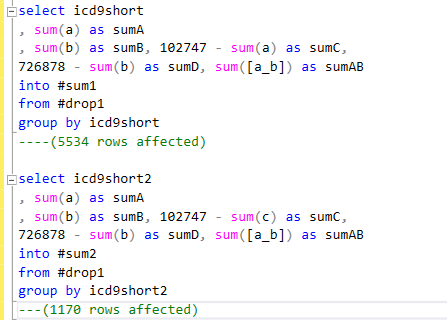 select icd9short
, sum(a) as sumA
, sum(b) as sumB, 102747 - sum(a) as sumC,
726878 - sum(b) as sumD, sum([a_b]) as sumAB
into #sum1
from #drop1
group by icd9short
----(5534 rows affected)
select icd9short2
, sum(a) as sumA
, sum(b) as sumB, 102747 - sum(c) as sumC,
726878 - sum(b) as sumD, sum([a_b]) as sumAB
into #sum2
from #drop1
group by icd9short2
---(1170 rows affected)